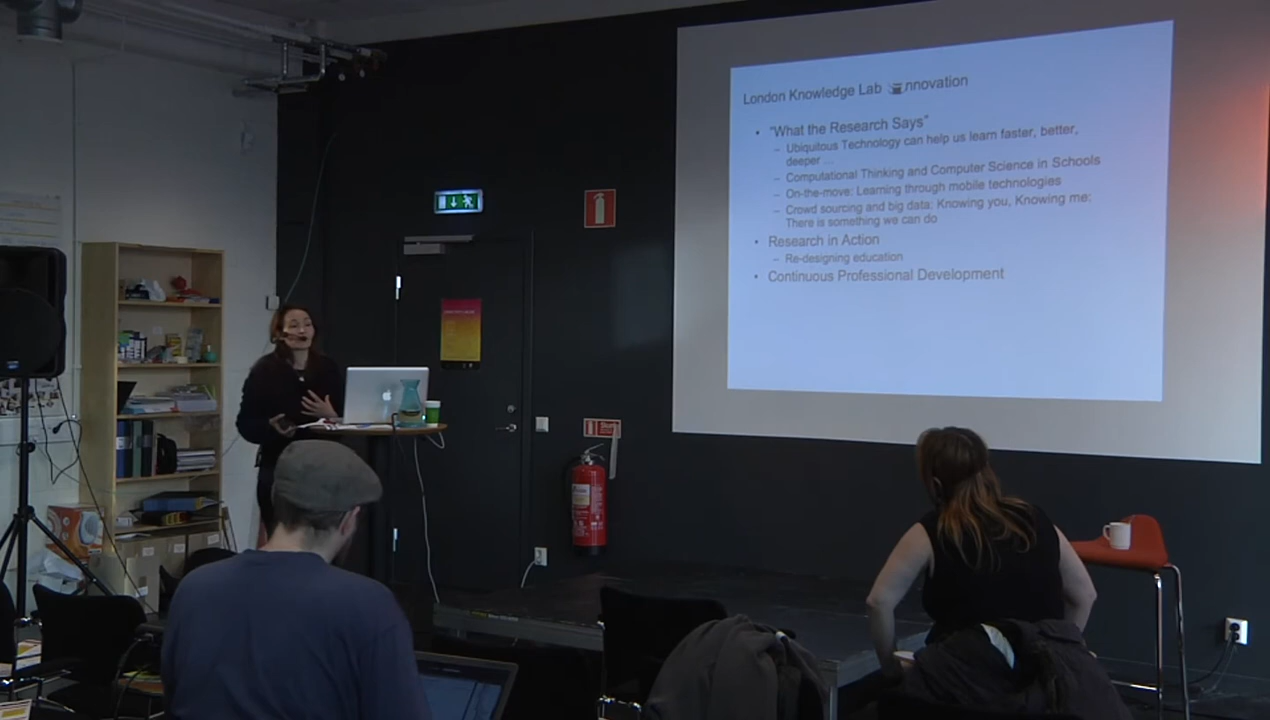 London Knowledge Lab nnovation
• "What the Research Says"
– Ubiquitous Technology can help us learn faster, better,
deeper ...
– Computational Thinking and Computer Science in Schools
– On-the-move: Learning through mobile technologies
– Crowd sourcing and big data: Knowing you, Knowing me:
There is something we can do
• Research in Action
– Re-designing education
• Continuous Professional Development